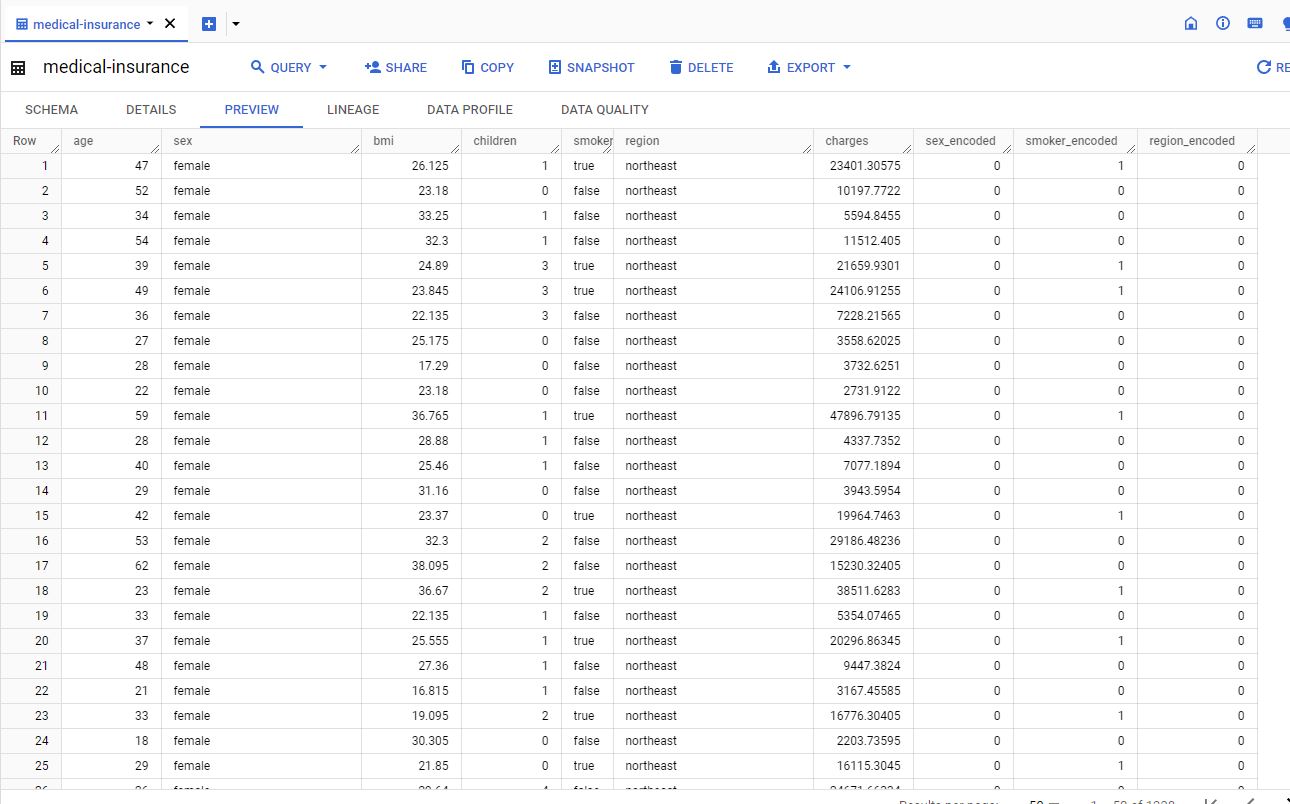 medical-insurance
medical-insurance QUERY SHARE COPY SNAPSHOT DELETE EXPORT RE
SCHEMA DETAILS PREVIEW LINEAGE DATA PROFILE DATA QUALITY
Row age sex bmi children smoker region charges sex_encoded smoker_encoded region_encoded
1 47 female 26.125 1 true northeast 23401.30575 0 1 0
2 52 female 23.18 0 false northeast 10197.7722 0 0 0
3 34 female 33.25 1 false northeast 5594.8455 0 0 0
4 54 female 32.3 1 false northeast 11512.405 0 0 0
5 39 female 24.89 3 true northeast 21659.9301 0 1 0
6 49 female 23.845 3 true northeast 24106.91255 0 1 0
7 36 female 22.135 3 false northeast 7228.21565 0 0 0
8 27 female 25.175 0 false northeast 3558.62025 0 0 0
9 28 female 17.29 0 false northeast 3732.6251 0 0 0
10 22 female 23.18 0 false northeast 2731.9122 0 0 0
11 59 female 36.765 1 true northeast 47896.79135 0 1 0
12 28 female 28.88 1 false northeast 4337.7352 0 0 0
13 40 female 25.46 1 false northeast 7077.1894 0 0 0
14 29 female 31.16 0 false northeast 3943.5954 0 0 0
15 42 female 23.37 0 true northeast 19964.7463 0 1 0
16 53 female 32.3 2 false northeast 29186.48236 0 0 0
17 62 female 38.095 2 false northeast 15230.32405 0 0 0
18 23 female 36.67 2 true northeast 38511.6283 0 1 0
19 33 female 22.135 1 false northeast 5354.07465 0 0 0
20 37 female 25.555 1 true northeast 20296.86345 0 1 0
21 48 female 27.36 1 false northeast 9447.3824 0 0 0
22 21 female 16.815 1 false northeast 3167.45585 0 0 0
23 33 female 19.095 2 true northeast 16776.30405 0 1 0
24 18 female 30.305 0 false northeast 2203.73595 0 0 0
25 29 female 21.85 0 true northeast 16115.3045 0 1 0